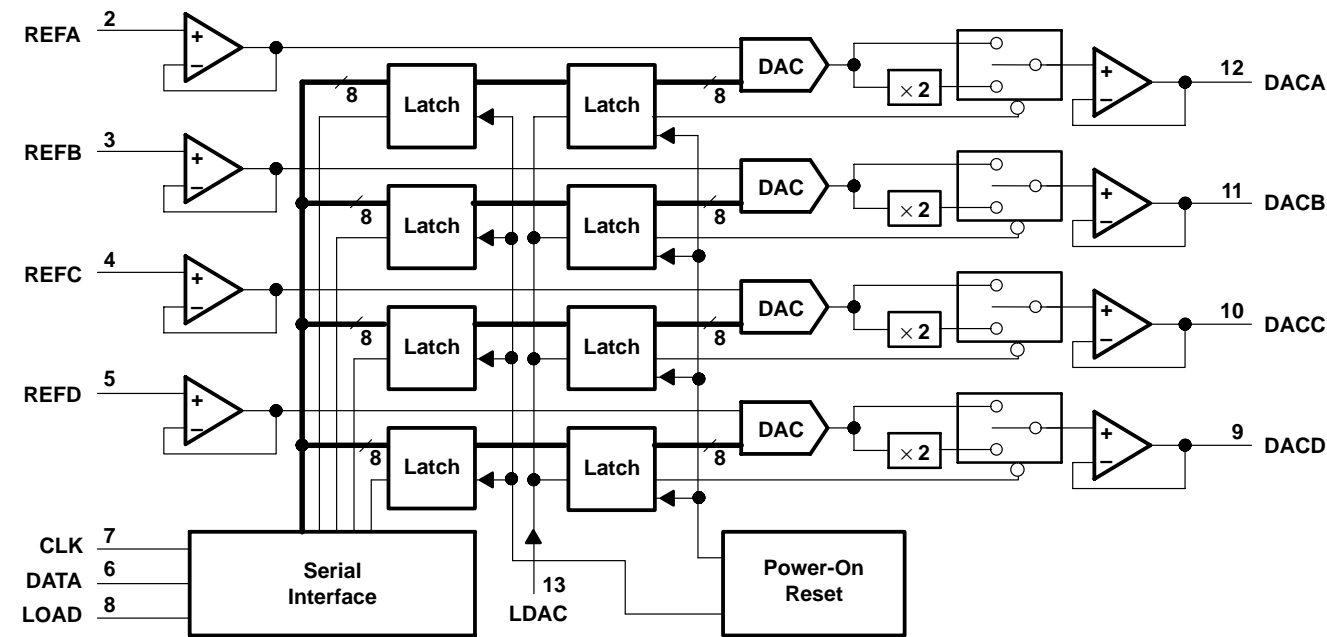 REFA 2
+
−
8
Latch
Latch
8
DAC
× 2
+
−
12 DACA
REFB 3
+
−
8
Latch
Latch
8
DAC
× 2
+
−
11 DACB
REFC 4
+
−
8
Latch
Latch
8
DAC
× 2
+
−
10 DACC
REFD 5
+
−
8
Latch
Latch
8
DAC
× 2
+
−
9 DACD
CLK 7
DATA 6
LOAD 8
Serial
Interface
13
LDAC
Power-On
Reset